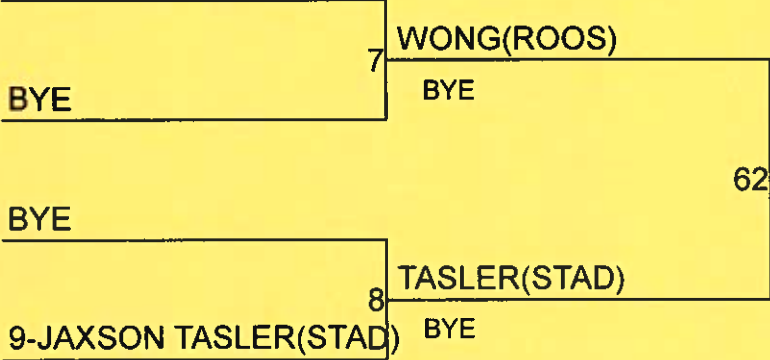 WONG(ROOS)
7
BYE
BYE
62
BYE
TASLER(STAD)
8
9-JAXSON TASLER(STAD)
BYE